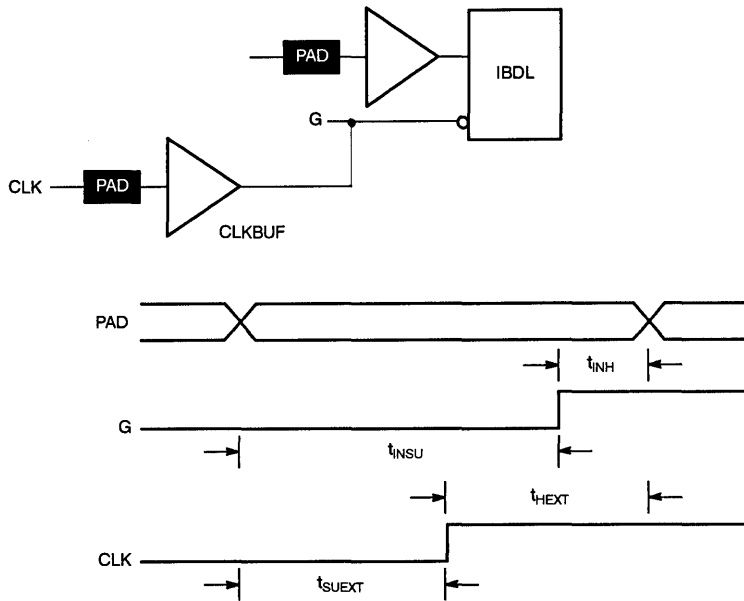 PAD
IBDL
G
CLK
PAD
CLKBUF
PAD
tINH
G
tINSU
tHEXT
CLK
tSUEXT